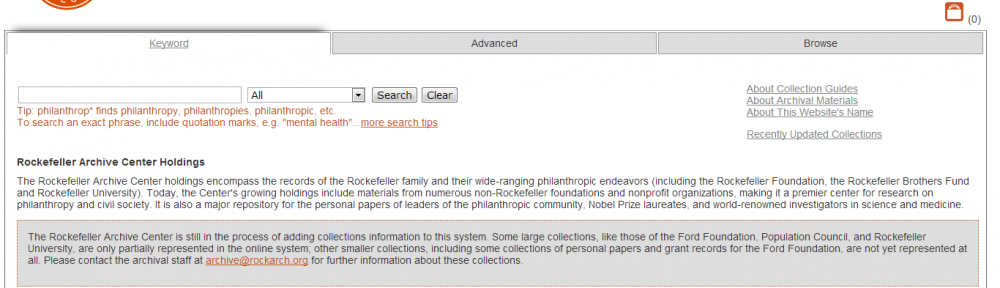 (0)
Keyword
Advanced
Browse
All
Search
Clear
Tip: philanthrop* finds philanthropy, philanthropies, philanthropic, etc.
To search an exact phrase, include quotation marks, e.g. "mental health"...more search tips
About Collection Guides
About Archival Materials
About This Website's Name
Recently Updated Collections
Rockefeller Archive Center Holdings
The Rockefeller Archive Center holdings encompass the records of the Rockefeller family and their wide-ranging philanthropic endeavors (including the Rockefeller Foundation, the Rockefeller Brothers Fund
and Rockefeller University). Today, the Center's growing holdings include materials from numerous non-Rockefeller foundations and nonprofit organizations, making it a premier center for research on
philanthropy and civil society. It is also a major repository for the personal papers of leaders of the philanthropic community, Nobel Prize laureates, and world-renowned investigators in science and medicine.
The Rockefeller Archive Center is still in the process of adding collections information to this system. Some large collections, like those of the Ford Foundation, Population Council, and Rockefeller
University, are only partially represented in the online system; other smaller collections, including some collections of personal papers and grant records for the Ford Foundation, are not yet represented at
all. Please contact the archival staff at archive@rockarch.org for further information about these collections.